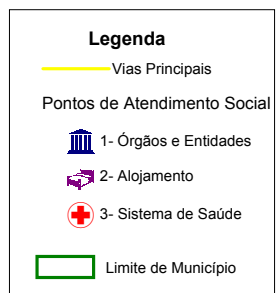 Legenda
Vias Principais
Pontos de Atendimento Social
1- Órgãos e Entidades
2- Alojamento
3- Sistema de Saúde
Limite de Município